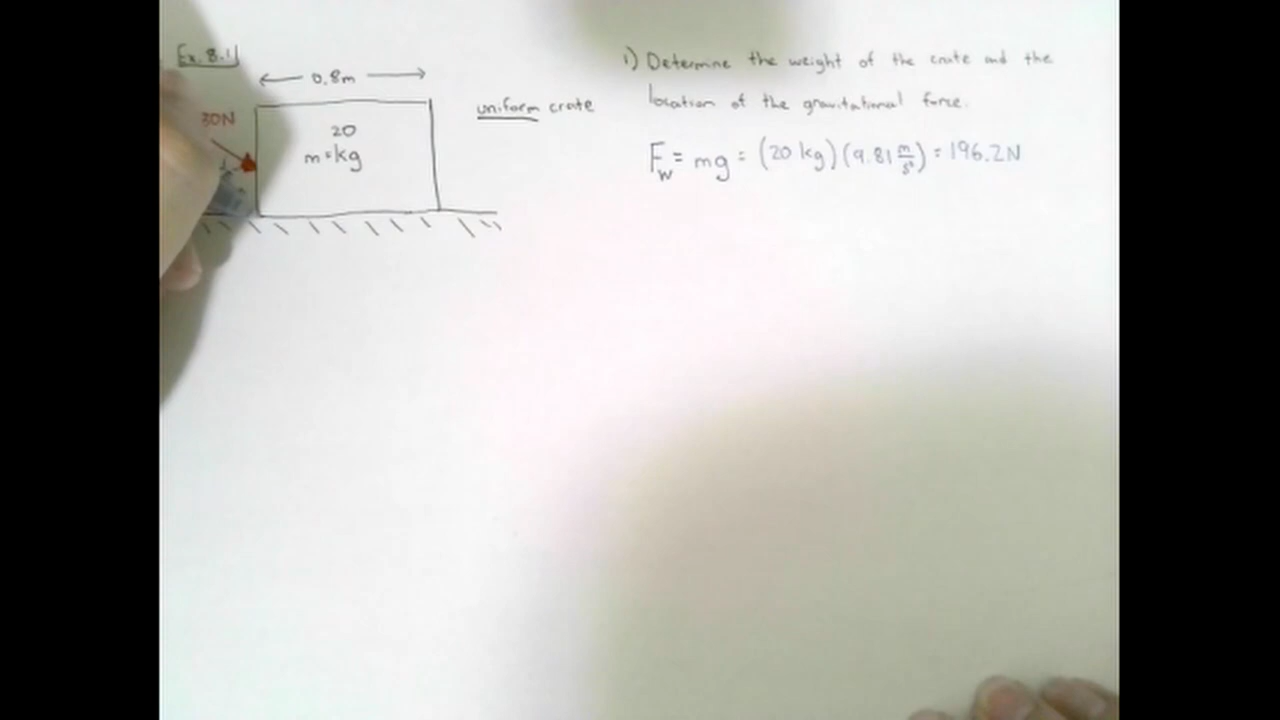 Ex. 8.1
0.8m
30N
20
m=kg
uniform crate
1) Determine the weight of the crate and the
location of the gravitational force.
Fw = mg = (20 kg)(9.81 m/s²) = 196.2N